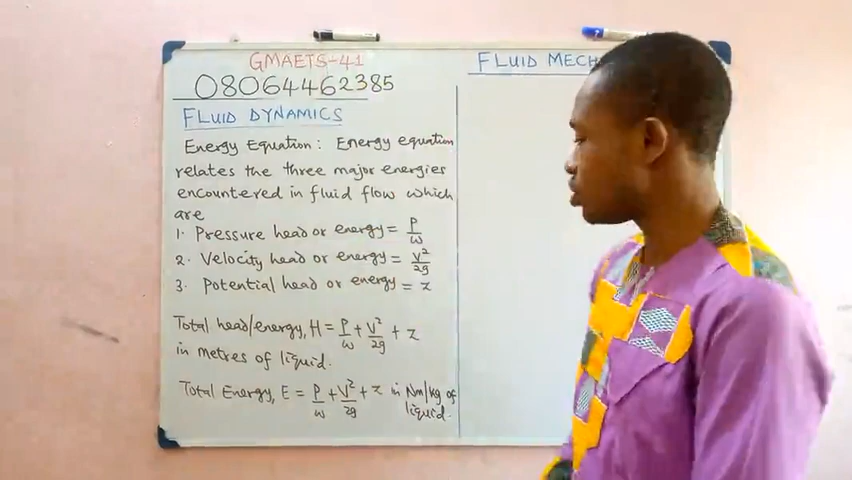 GMAETS-41
08064462385
FLUID DYNAMICS
Energy Equation: Energy equation
relates the three major energies
encountered in fluid flow which
are
1. Pressure head or energy = P/w
2. Velocity head or energy = V²/2g
3. Potential head or energy = z
Total head/energy, H = P/w + V²/2g + z
in metres of liquid.
Total Energy, E = P/w + V²/2g + z in Nm/kg of
liquid.
FLUID